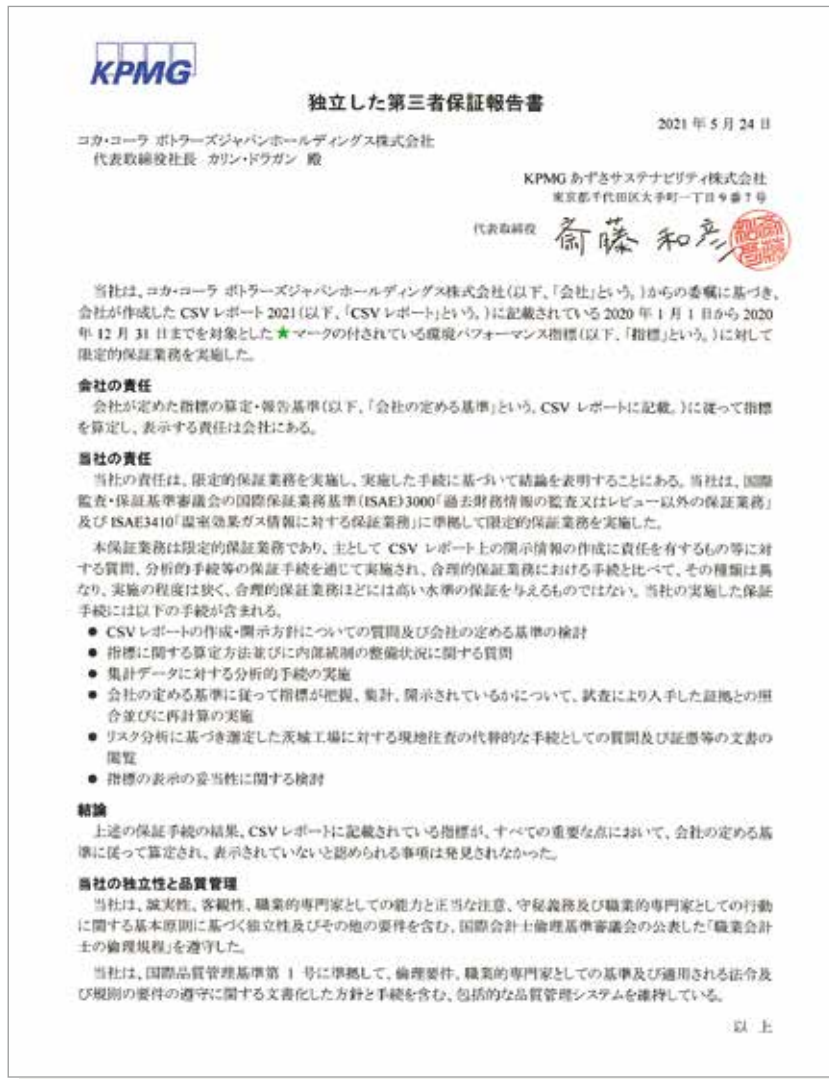 KPMG
独立した第三者保証報告書
2021 年 5 月 24 日
コカ・コーラ ボトラーズジャパンホールディングス株式会社
代表取締役社長 カリン・ドラガン 殿
KPMG あずさサステナビリティ株式会社
東京都千代田区大手町一丁目9番7号
代表取締役 斎藤 和彦
当社は、コカ・コーラ ボトラーズジャパンホールディングス株式会社（以下、「会社」という。）からの委嘱に基づき、
会社が作成した CSV レポート 2021（以下、「CSV レポート」という。）に記載されている 2020 年 1 月 1 日から 2020
年 12 月 31 日までを対象とした★マークの付されている環境パフォーマンス指標（以下、「指標」という。）に対して
限定的保証業務を実施した。
会社の責任
会社が定めた指標の算定・報告基準（以下、「会社の定める基準」という。CSV レポートに記載。）に従って指標
を算定し、表示する責任は会社にある。
当社の責任
当社の責任は、限定的保証業務を実施し、実施した手続に基づいて結論を表明することにある。当社は、国際
監査・保証基準審議会の国際保証業務基準（ISAE）3000「過去財務情報の監査又はレビュー以外の保証業務」
及び ISAE3410「温室効果ガス情報に対する保証業務」に準拠して限定的保証業務を実施した。
本保証業務は限定的保証業務であり、主として CSV レポート上の開示情報の作成に責任を有するもの等に対
する質問、分析的手続等の保証手続を通じて実施され、合理的保証業務における手続と比べて、その種類は異
なり、実施の程度は狭く、合理的保証業務ほどには高い水準の保証を与えるものではない。当社の実施した保証
手続には以下の手続が含まれる。
● CSV レポートの作成・開示方針についての質問及び会社の定める基準の検討
● 指標に関する算定方法並びに内部統制の整備状況に関する質問
● 集計データに対する分析的手続の実施
● 会社の定める基準に従って指標が把握、集計、開示されているかについて、試査により入手した証拠との照
合並びに再計算の実施
● リスク分析に基づき選定した茨城工場に対する現地往査の代替的な手続としての質問及び証憑等の文書の
閲覧
● 指標の表示の妥当性に関する検討
結論
上述の保証手続の結果、CSV レポートに記載されている指標が、すべての重要な点において、会社の定める基
準に従って算定され、表示されていないと認められる事項は発見されなかった。
当社の独立性と品質管理
当社は、誠実性、客観性、職業的専門家としての能力と正当な注意、守秘義務及び職業的専門家としての行動
に関する基本原則に基づく独立性及びその他の要件を含む、国際会計士倫理基準審議会の公表した「職業会計
士の倫理規程」を遵守した。
当社は、国際品質管理基準第 1 号に準拠して、倫理要件、職業的専門家としての基準及び適用される法令及
び規則の要件の遵守に関する文書化した方針と手続を含む、包括的な品質管理システムを維持している。
以 上